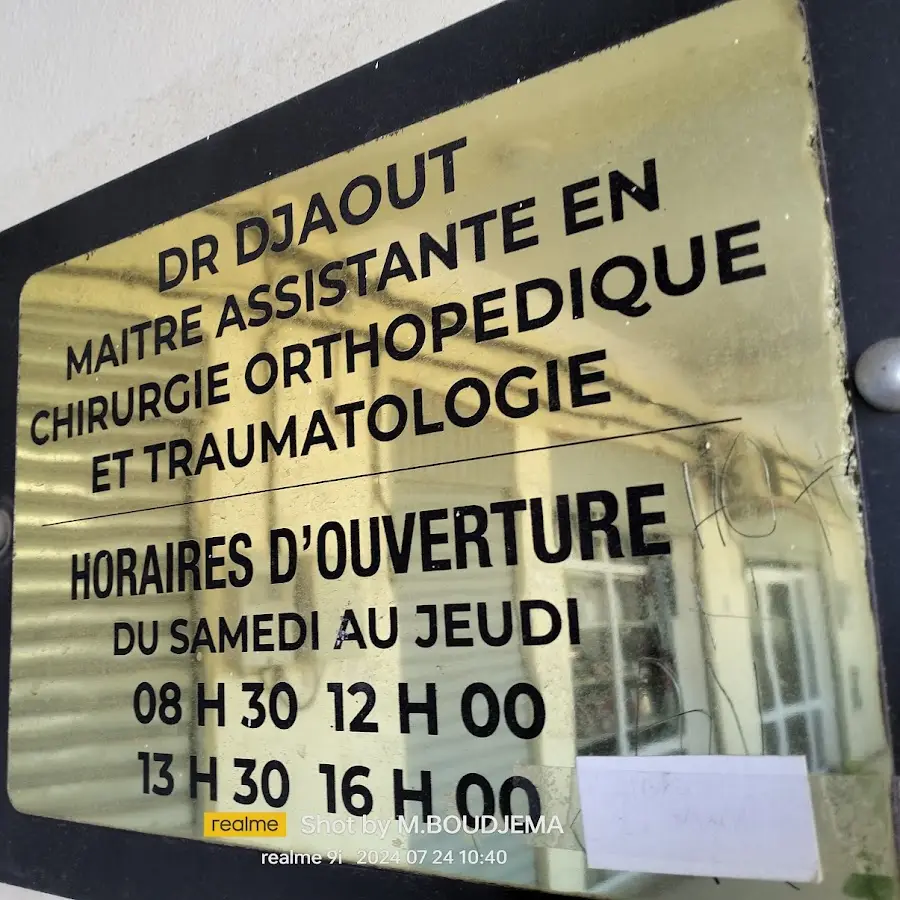 DR DJAOUT
MAITRE ASSISTANTE EN
CHIRURGIE ORTHOPEDIQUE
ET TRAUMATOLOGIE
HORAIRES D'OUVERTURE
DU SAMEDI AU JEUDI
08 H 30 12 H 00
13 H 30 16 H 00
realme Shot by M.BOUDJEMA
realme 9i 2024 07 24 10:40